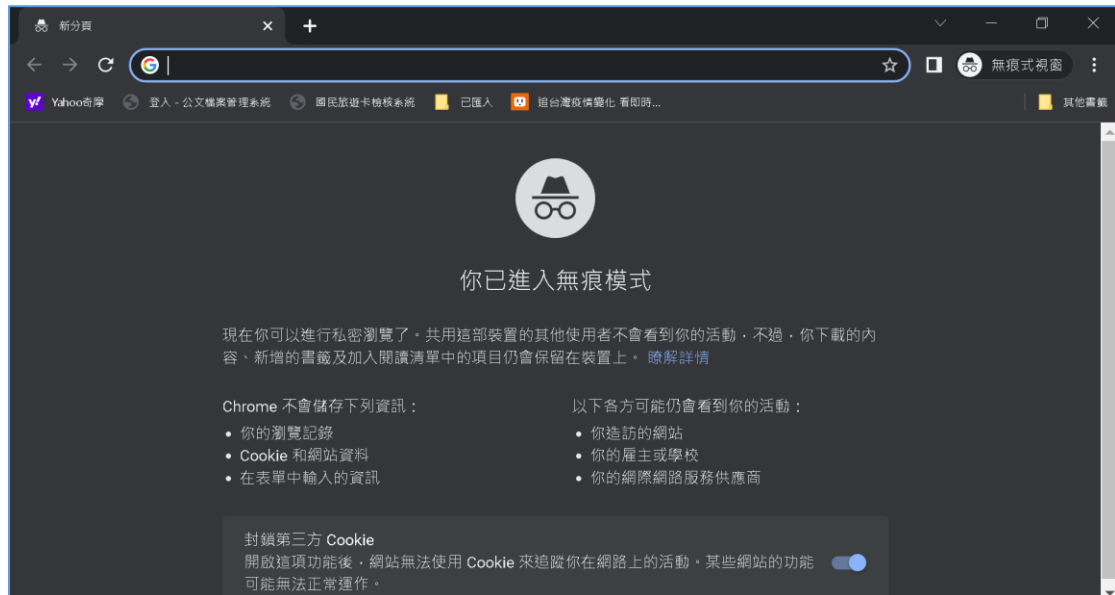 新分頁
無痕式視窗
Yahoo奇摩 登入 - 公文檔案管理系統 國民旅遊卡檢核系統 已匯入 追台灣疫情變化 看即時... 其他書籤
你已進入無痕模式
現在你可以進行私密瀏覽了。共用這部裝置的其他使用者不會看到你的活動，不過，你下載的內
容、新增的書籤及加入閱讀清單中的項目仍會保留在裝置上。 瞭解詳情
Chrome 不會儲存下列資訊： 以下各方可能仍會看到你的活動：
• 你的瀏覽記錄 • 你造訪的網站
• Cookie 和網站資料 • 你的雇主或學校
• 在表單中輸入的資訊 • 你的網際網路服務供應商
封鎖第三方 Cookie
開啟這項功能後，網站無法使用 Cookie 來追蹤你在網路上的活動。某些網站的功能
可能無法正常運作。